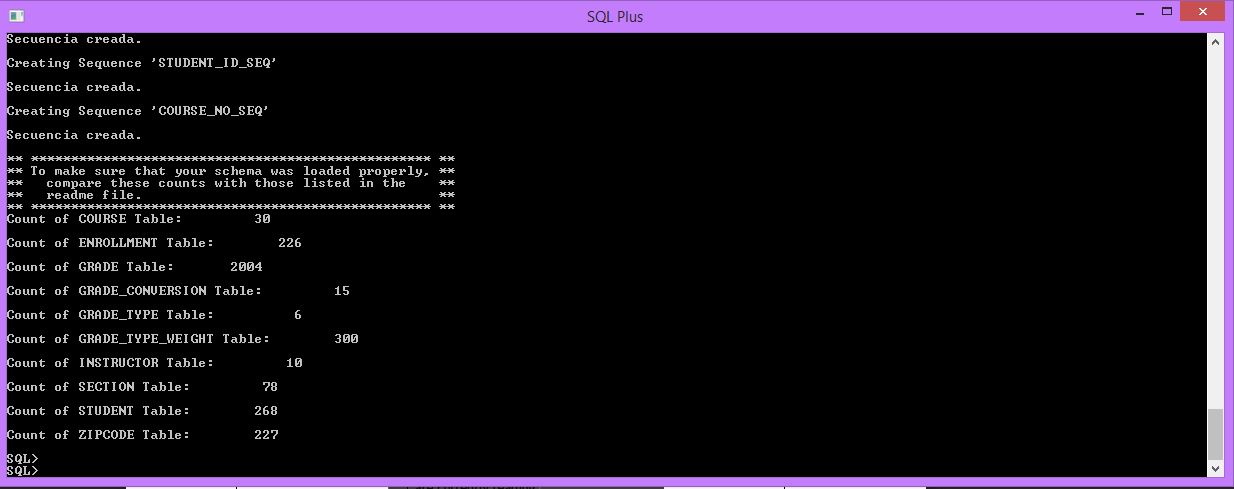 SQL Plus
Secuencia creada.
Creating Sequence 'STUDENT_ID_SEQ'
Secuencia creada.
Creating Sequence 'COURSE_NO_SEQ'
Secuencia creada.
** ************************************************** **
** To make sure that your schema was loaded properly, **
** compare these counts with those listed in the **
** readme file. **
** ************************************************** **
Count of COURSE Table: 30
Count of ENROLLMENT Table: 226
Count of GRADE Table: 2004
Count of GRADE_CONVERSION Table: 15
Count of GRADE_TYPE Table: 6
Count of GRADE_TYPE_WEIGHT Table: 300
Count of INSTRUCTOR Table: 10
Count of SECTION Table: 78
Count of STUDENT Table: 268
Count of ZIPCODE Table: 227
SQL>
SQL>